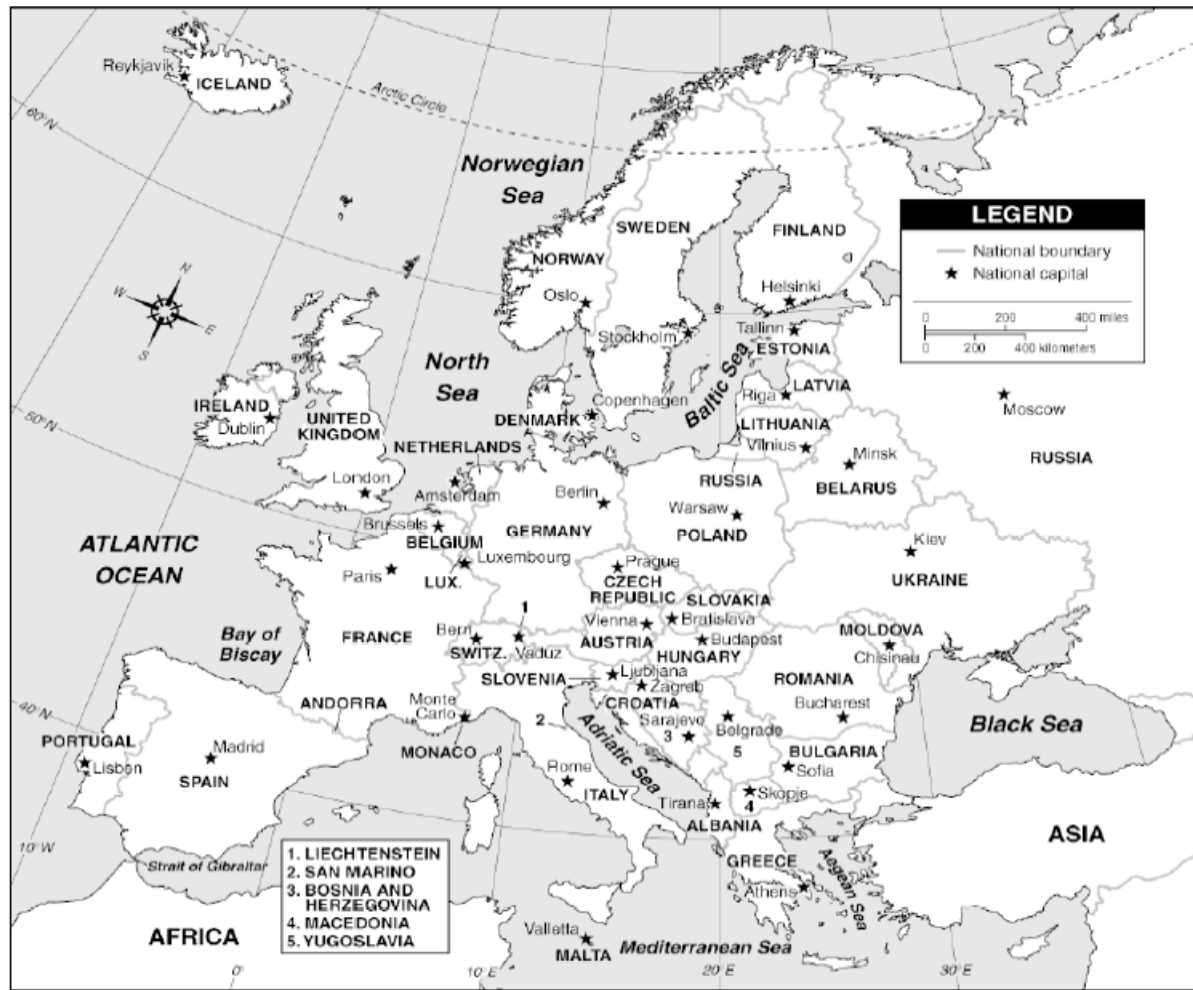 Reykjavik
ICELAND
Arctic Circle
60°N
Norwegian
Sea
SWEDEN
FINLAND
LEGEND
National boundary
National capital
0 200 400 miles
0 200 400 kilometers
NORWAY
Oslo
Helsinki
N
W
E
S
Stockholm
Tallinn
ESTONIA
North
Sea
Baltic Sea
50°N
IRELAND
Dublin
UNITED
KINGDOM
DENMARK
Copenhagen
Riga
LATVIA
Moscow
LITHUANIA
Vilnius
NETHERLANDS
Minsk
RUSSIA
RUSSIA
BELARUS
London
Amsterdam
Berlin
Warsaw
POLAND
Brussels
BELGIUM
GERMANY
ATLANTIC
OCEAN
Kiev
UKRAINE
Paris
LUX.
Luxembourg
Prague
CZECH
REPUBLIC
SLOVAKIA
1
Vienna
Bratislava
Bay of
Biscay
FRANCE
Bern
SWITZ.
Vaduz
AUSTRIA
Budapest
HUNGARY
MOLDOVA
Chisinau
SLOVENIA
Ljubljana
Zagreb
CROATIA
ROMANIA
ANDORRA
Monte
Carlo
2
Sarajevo
3
Belgrade
5
Bucharest
Black Sea
40°N
PORTUGAL
Lisbon
Madrid
SPAIN
MONACO
Adriatic Sea
BULGARIA
Sofia
Rome
ITALY
Tirana
Skopje
4
ALBANIA
ASIA
10°W
Strait of Gibraltar
1. LIECHTENSTEIN
2. SAN MARINO
3. BOSNIA AND
HERZEGOVINA
4. MACEDONIA
5. YUGOSLAVIA
GREECE
Athens
Aegean Sea
AFRICA
Valletta
MALTA
Mediterranean Sea
0°
10°E
20°E
30°E